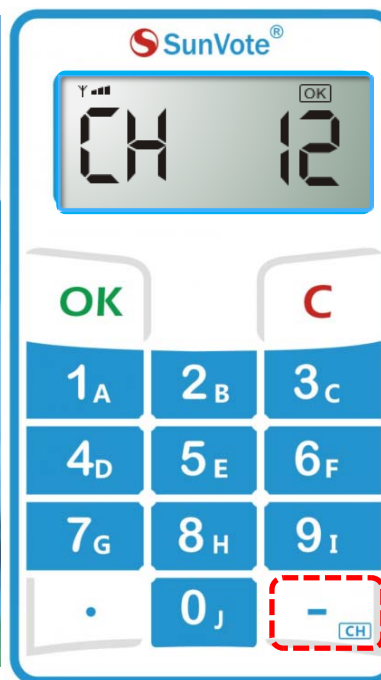 SunVote®
OK
CH 12
OK C
1A 2B 3C
4D 5E 6F
7G 8H 9I
. 0J -
CH